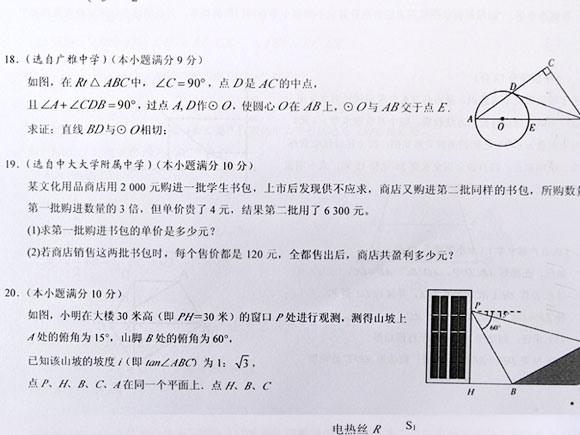 18.（选自广雅中学）(本小题满分 9 分)
如图，在 Rt△ABC 中，∠C＝90°，点 D 是 AC 的中点，
且∠A+∠CDB＝90°，过点 A, D 作⊙O，使圆心 O 在 AB 上，⊙O 与 AB 交于点 E．
求证：直线 BD 与⊙O 相切；
C
D
A
O
E
19.（选自中大大学附属中学）(本小题满分 10 分)
某文化用品商店用 2 000 元购进一批学生书包，上市后发现供不应求，商店又购进第二批同样的书包，所购数
第一批购进数量的 3 倍，但单价贵了 4 元，结果第二批用了 6 300 元。
(1)求第一批购进书包的单价是多少元？
(2)若商店销售这两批书包时，每个售价都是 120 元，全都售出后，商店共盈利多少元？
20.（本小题满分 10 分）
如图，小明在大楼 30 米高（即 PH=30 米）的窗口 P 处进行观测，测得山坡上
A 处的俯角为 15°，山脚 B 处的俯角为 60°，
已知该山坡的坡度 i（即 tan∠ABC）为 1：√3，
点 P、H、B、C、A 在同一个平面上．点 H、B、C
P
60°
H
B
电热丝 R
S₁